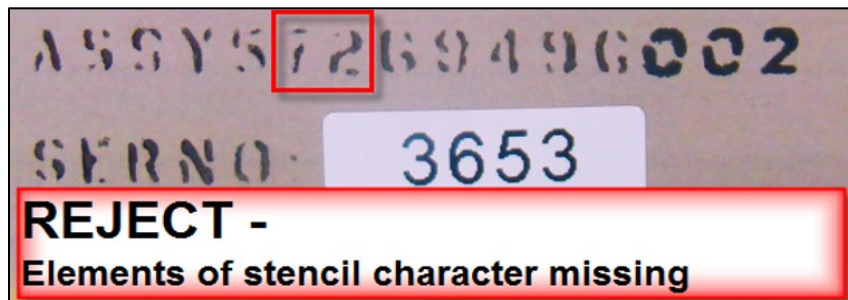 ASSY5726949G002
SERNO: 3653
REJECT -
Elements of stencil character missing